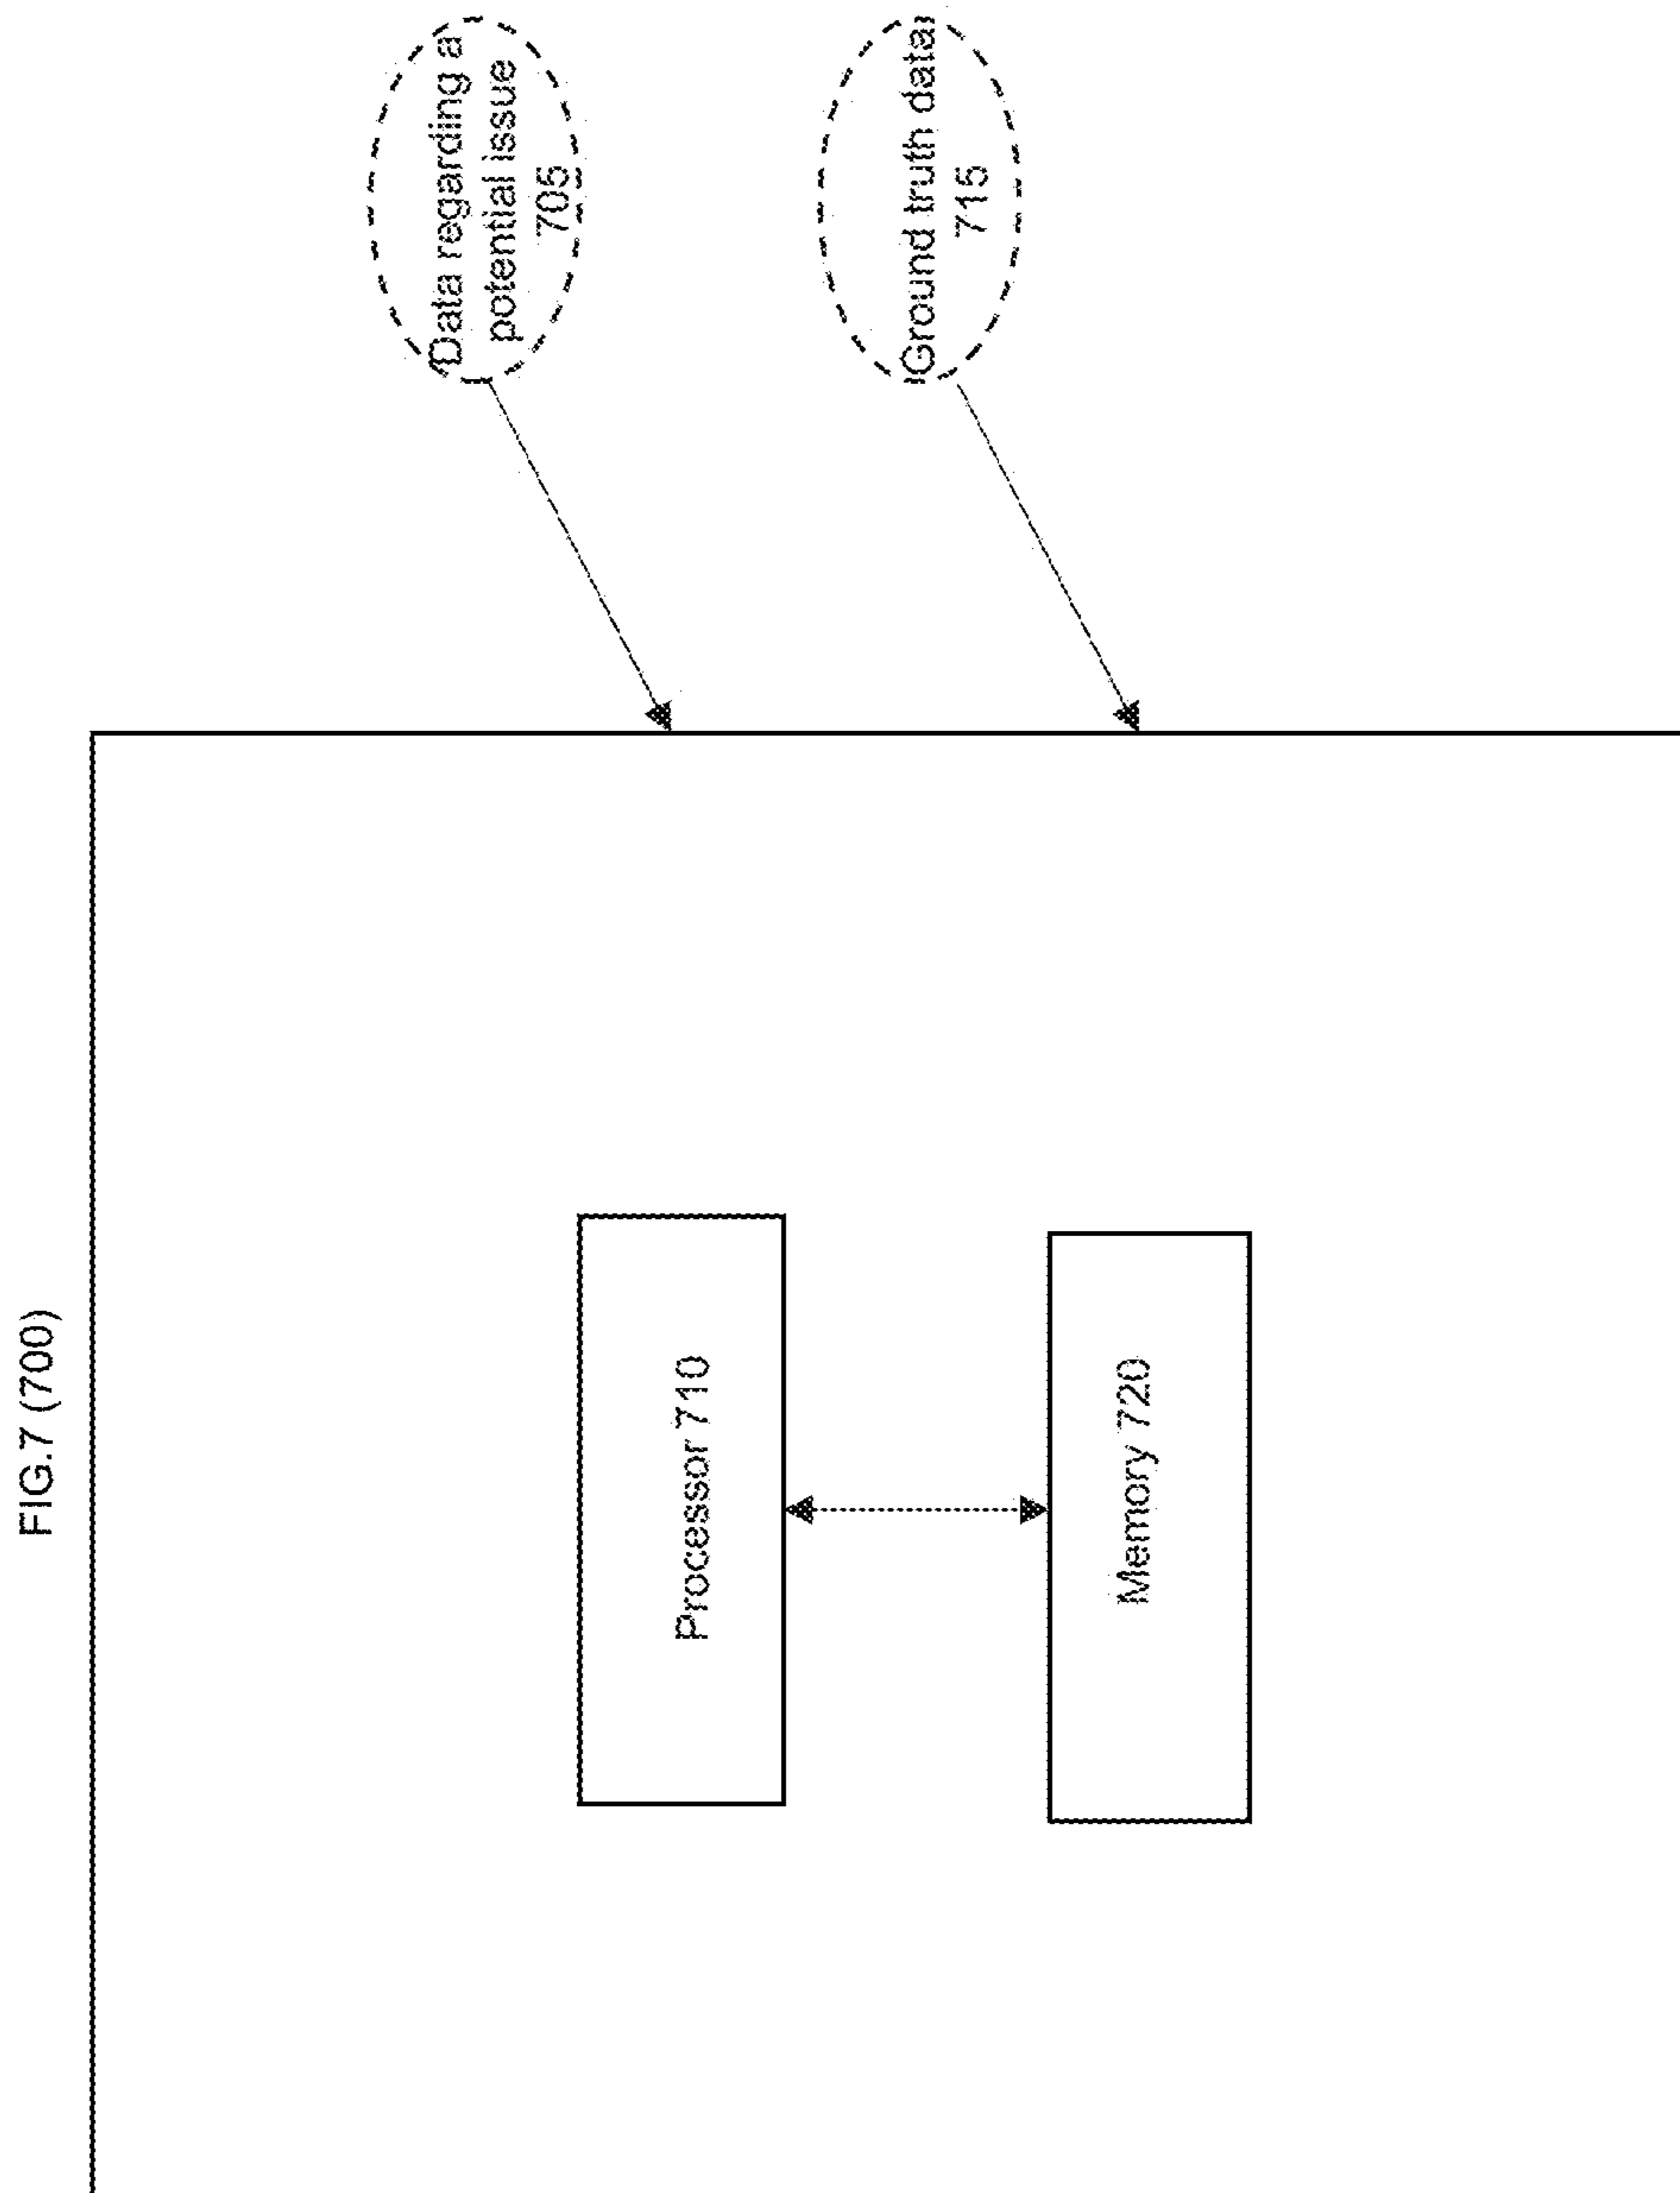 FIG.7 (700)
Data regarding a
potential issue
705
Ground truth data
715
Processor 710
Memory 720